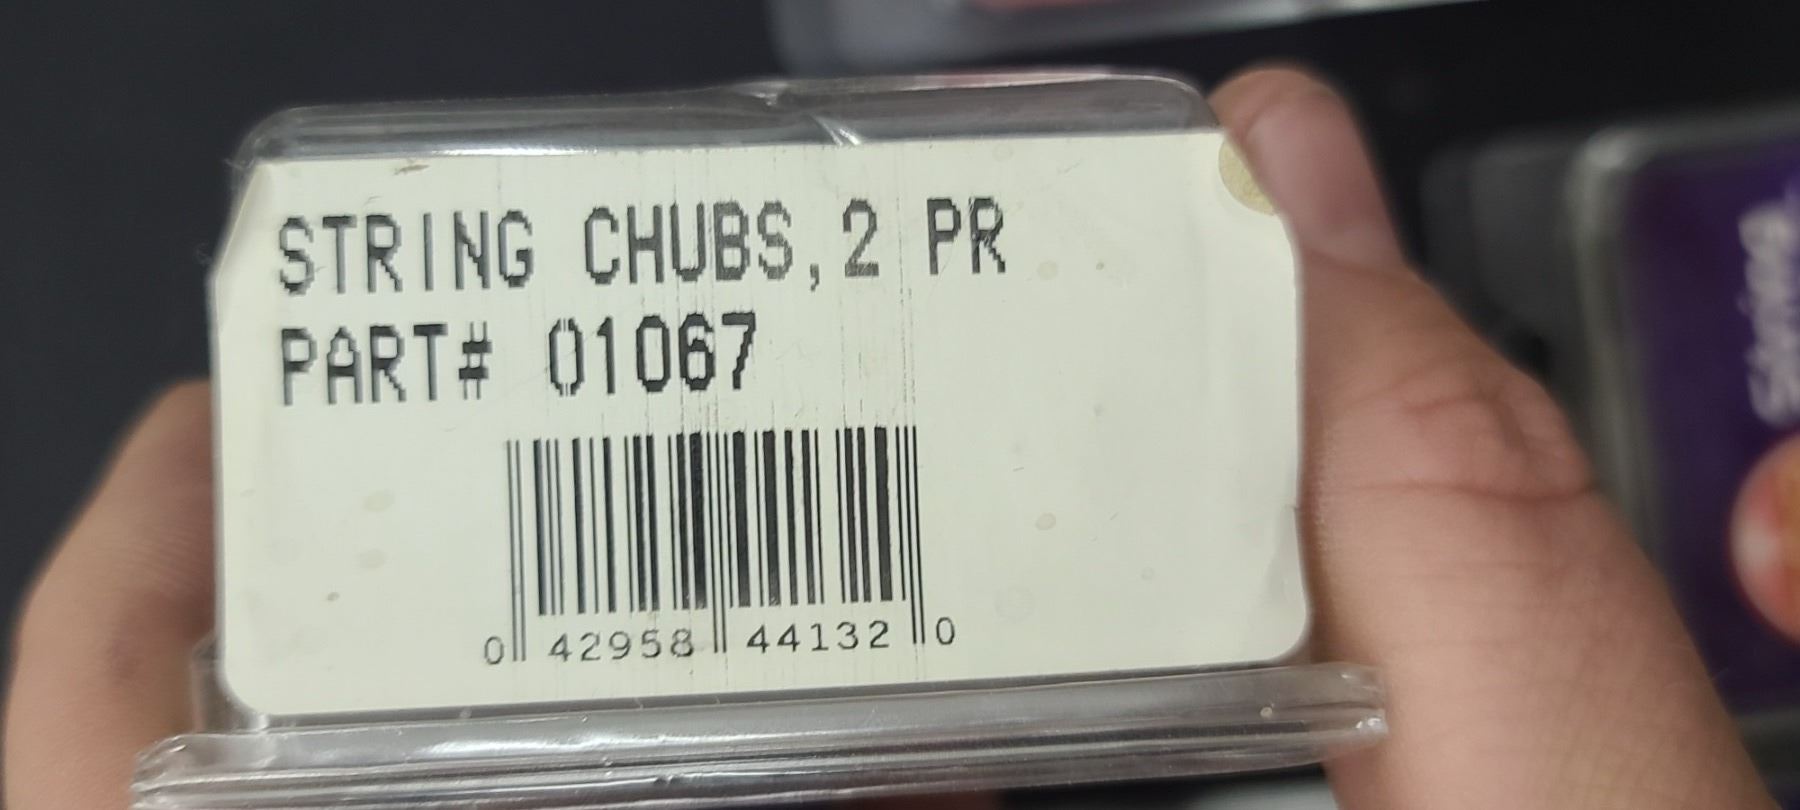 STRING CHUBS,2 PR
PART# 01067
0 42958 44132 0